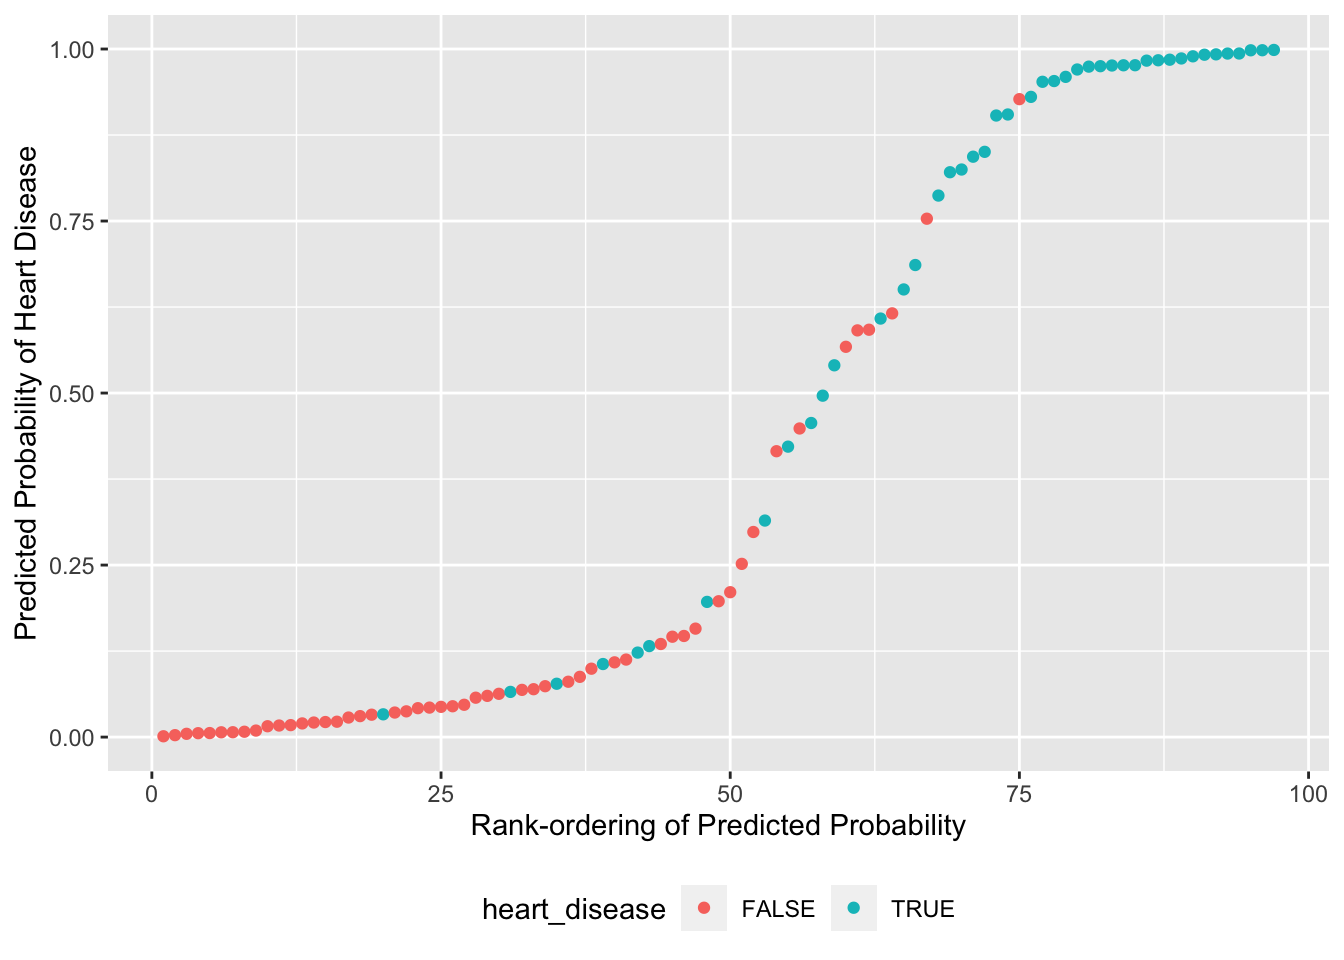 Predicted Probability of Heart Disease
1.00
0.75
0.50
0.25
0.00
0 25 50 75 100
Rank-ordering of Predicted Probability
heart_disease FALSE TRUE